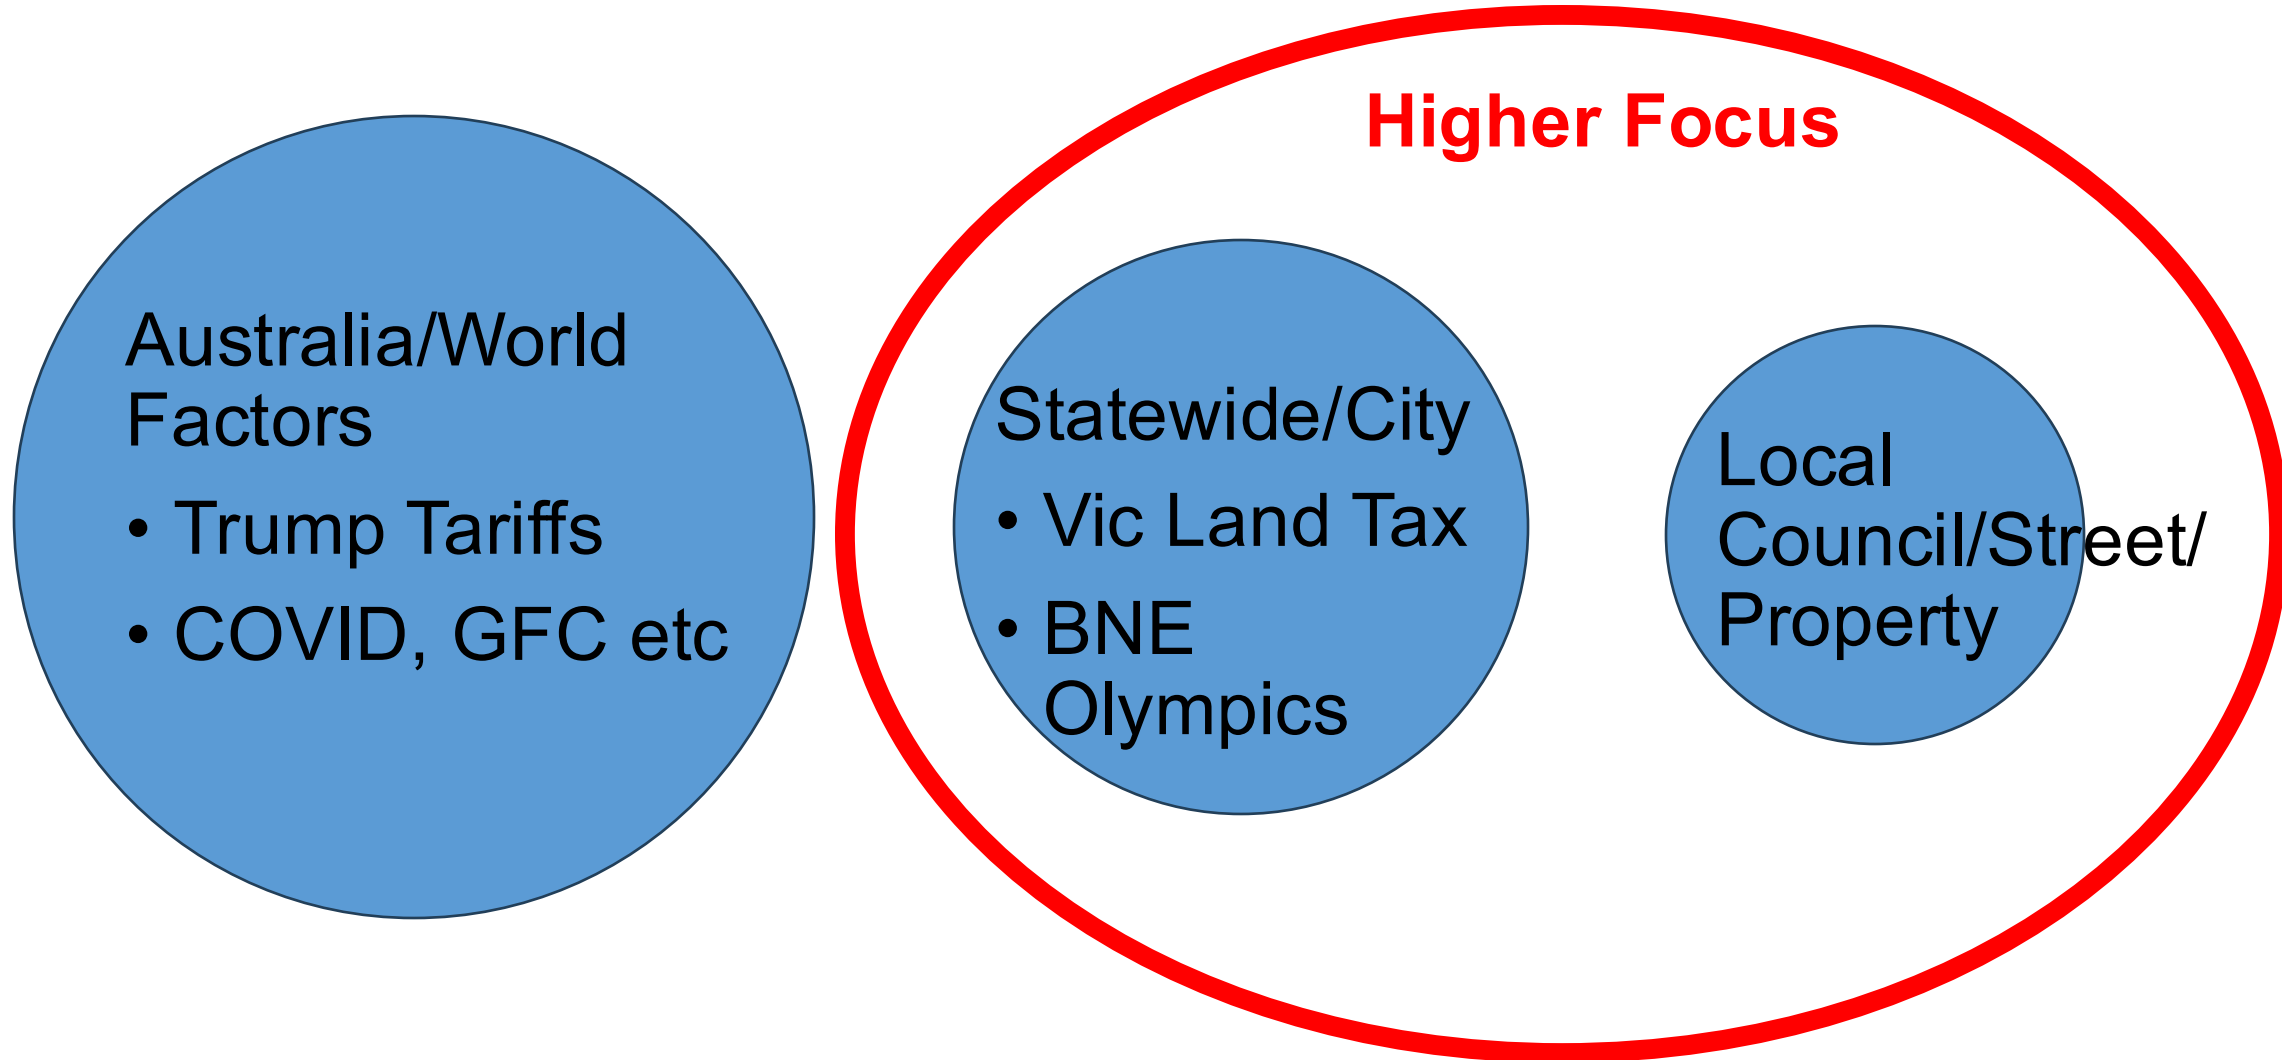 Higher Focus
Australia/World
Factors
• Trump Tariffs
• COVID, GFC etc
Statewide/City
• Vic Land Tax
• BNE
Olympics
Local
Council/Street/
Property